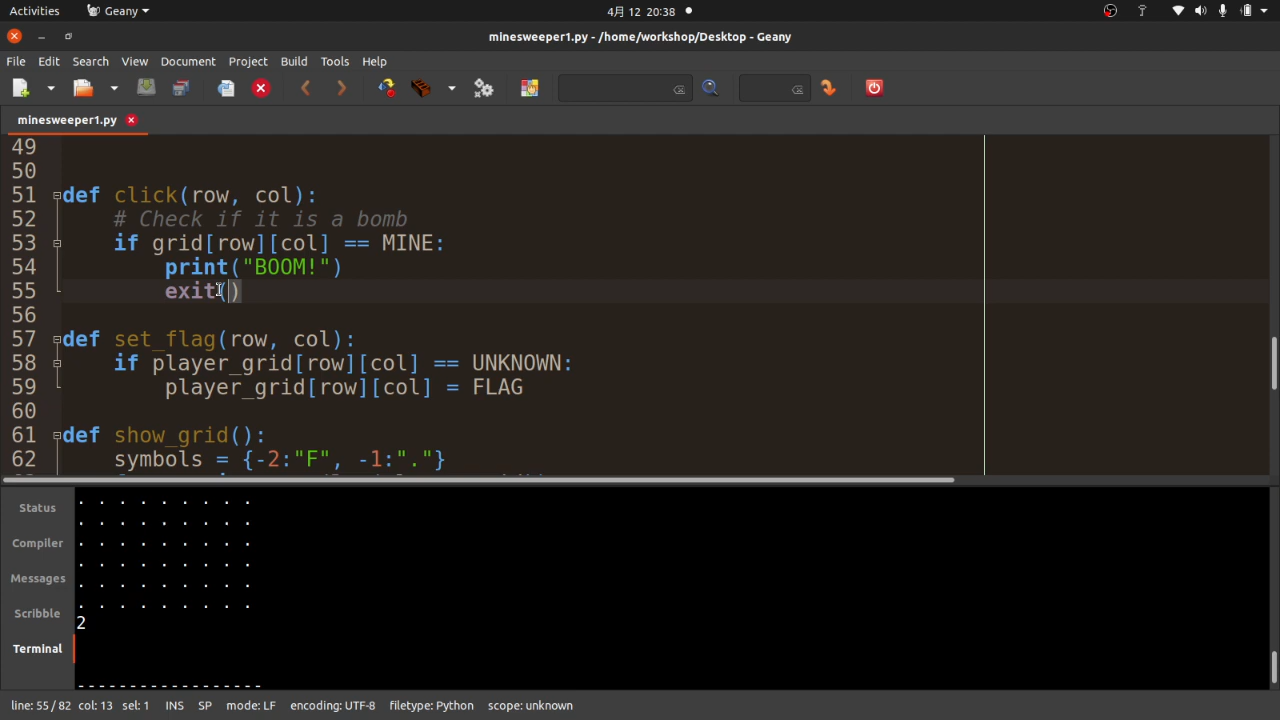 Activities Geany 4月 12 20:38
minesweeper1.py - /home/workshop/Desktop - Geany
File Edit Search View Document Project Build Tools Help
minesweeper1.py
49
50
51 def click(row, col):
52 # Check if it is a bomb
53 if grid[row][col] == MINE:
54 print("BOOM!")
55 exit()
56
57 def set_flag(row, col):
58 if player_grid[row][col] == UNKNOWN:
59 player_grid[row][col] = FLAG
60
61 def show_grid():
62 symbols = {-2:"F", -1:"."}
Status
Compiler
Messages
Scribble
Terminal
. . . . . . . . .
. . . . . . . . .
. . . . . . . . .
. . . . . . . . .
. . . . . . . . .
. . . . . . . . .
2
------------------
line: 55 / 82 col: 13 sel: 1 INS SP mode: LF encoding: UTF-8 filetype: Python scope: unknown